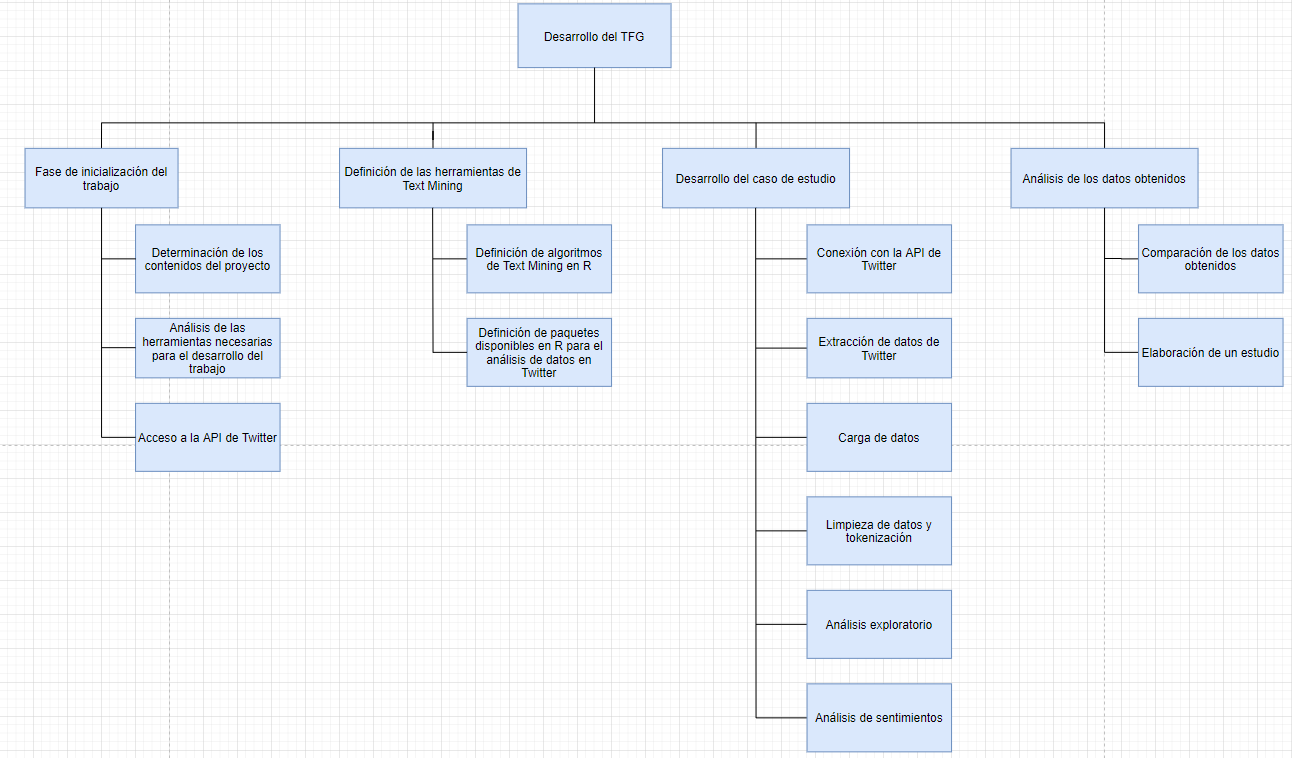 Desarrollo del TFG
Fase de inicialización del
trabajo
Determinación de los
contenidos del proyecto
Análisis de las
herramientas necesarias
para el desarrollo del
trabajo
Acceso a la API de Twitter
Definición de las herramientas de
Text Mining
Definición de algoritmos
de Text Mining en R
Definición de paquetes
disponibles en R para el
análisis de datos en
Twitter
Desarrollo del caso de estudio
Conexión con la API de
Twitter
Extracción de datos de
Twitter
Carga de datos
Limpieza de datos y
tokenización
Análisis exploratorio
Análisis de sentimientos
Análisis de los datos obtenidos
Comparación de los datos
obtenidos
Elaboración de un estudio